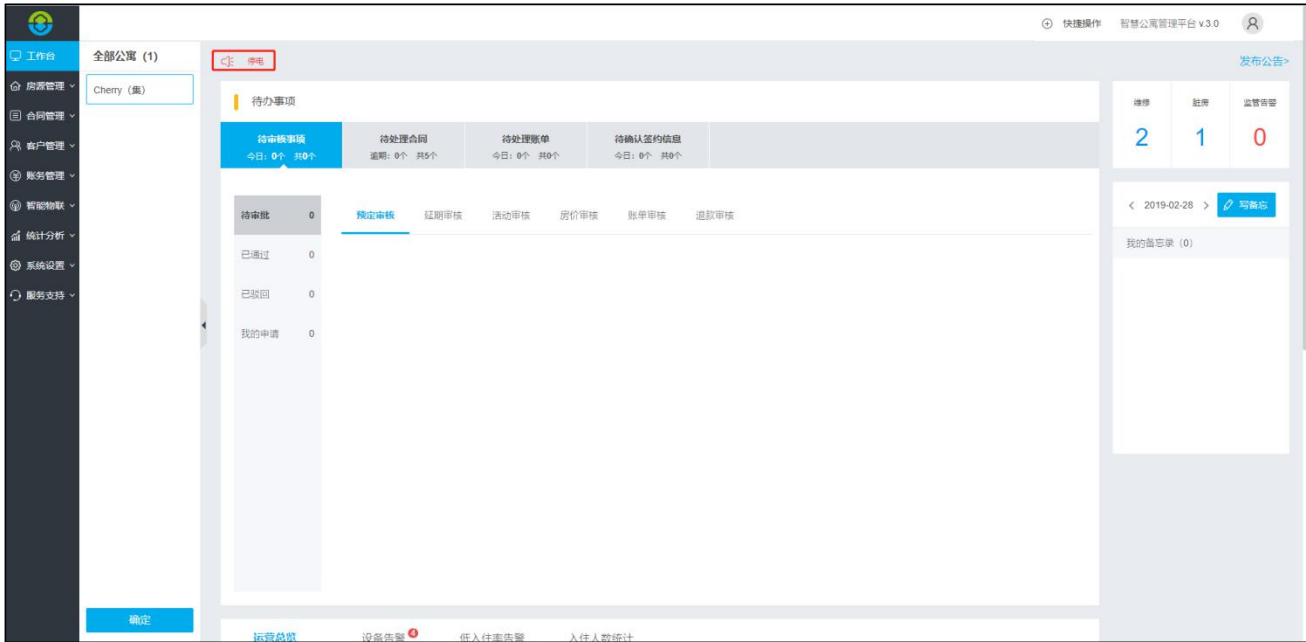 快捷操作 智慧公寓管理平台 v.3.0
工作台
房源管理
合同管理
客户管理
账务管理
智能物联
统计分析
系统设置
服务支持
全部公寓 (1)
Cherry (集)
确定
停电
发布公告>
待办事项
待审核事项
今日: 0个 共0个
待处理合同
逾期: 0个 共5个
待处理账单
今日: 0个 共0个
待确认签约信息
今日: 0个 共0个
待审批 0
已通过 0
已驳回 0
我的申请 0
预定审核 延期审核 活动审核 房价审核 账单审核 退款审核
维修 脏房 监管告警
2 1 0
< 2019-02-28 > 写备忘
我的备忘录 (0)
运营总览 设备告警 4 低入住率告警 入住人数统计